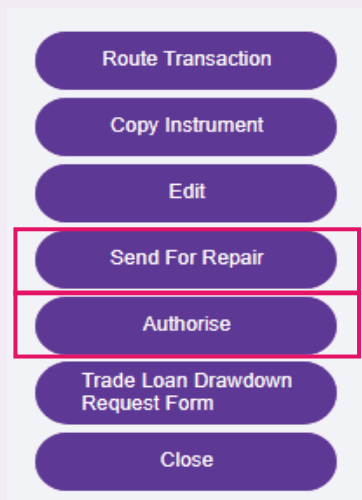 Route Transaction
Copy Instrument
Edit
Send For Repair
Authorise
Trade Loan Drawdown
Request Form
Close